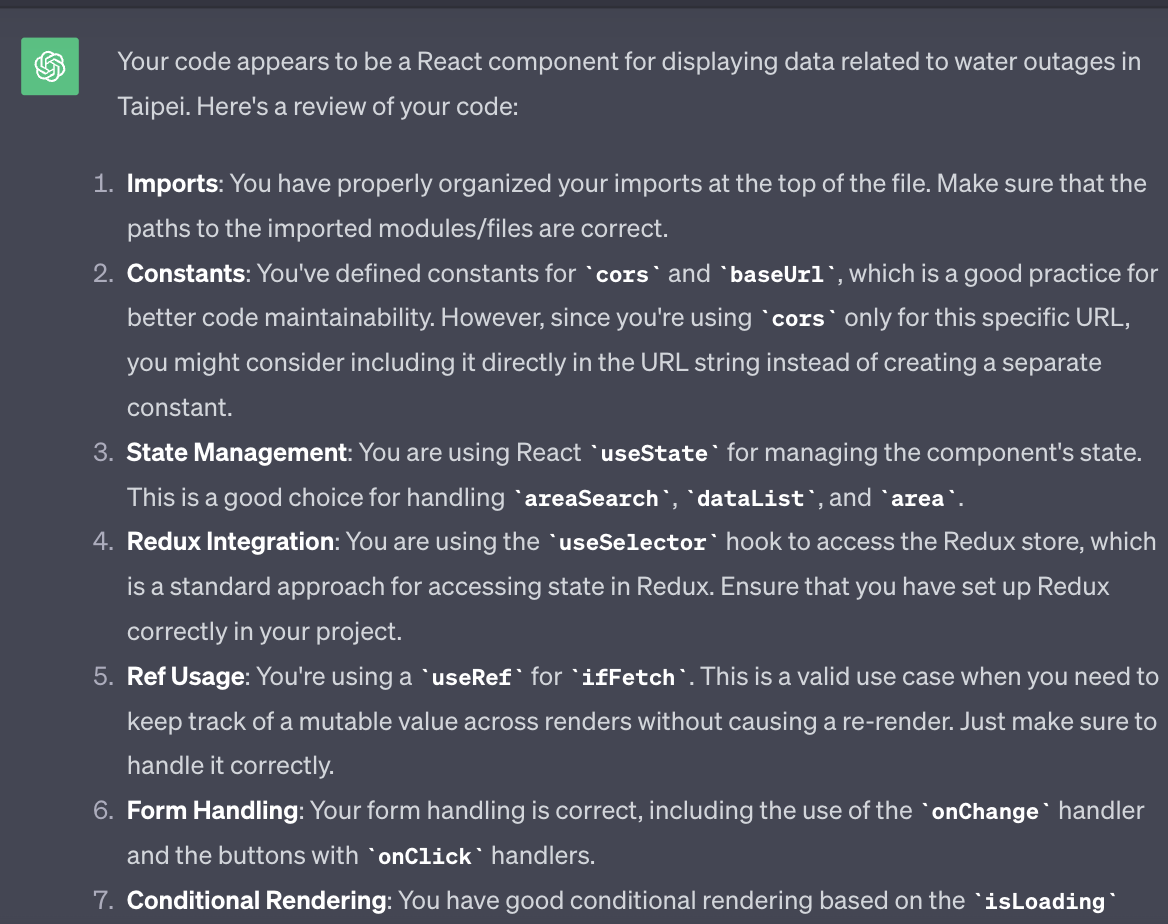 Your code appears to be a React component for displaying data related to water outages in
Taipei. Here's a review of your code:
1. Imports: You have properly organized your imports at the top of the file. Make sure that the
paths to the imported modules/files are correct.
2. Constants: You've defined constants for `cors` and `baseUrl`, which is a good practice for
better code maintainability. However, since you're using `cors` only for this specific URL,
you might consider including it directly in the URL string instead of creating a separate
constant.
3. State Management: You are using React `useState` for managing the component's state.
This is a good choice for handling `areaSearch`, `dataList`, and `area`.
4. Redux Integration: You are using the `useSelector` hook to access the Redux store, which
is a standard approach for accessing state in Redux. Ensure that you have set up Redux
correctly in your project.
5. Ref Usage: You're using a `useRef` for `ifFetch`. This is a valid use case when you need to
keep track of a mutable value across renders without causing a re-render. Just make sure to
handle it correctly.
6. Form Handling: Your form handling is correct, including the use of the `onChange` handler
and the buttons with `onClick` handlers.
7. Conditional Rendering: You have good conditional rendering based on the `isLoading`